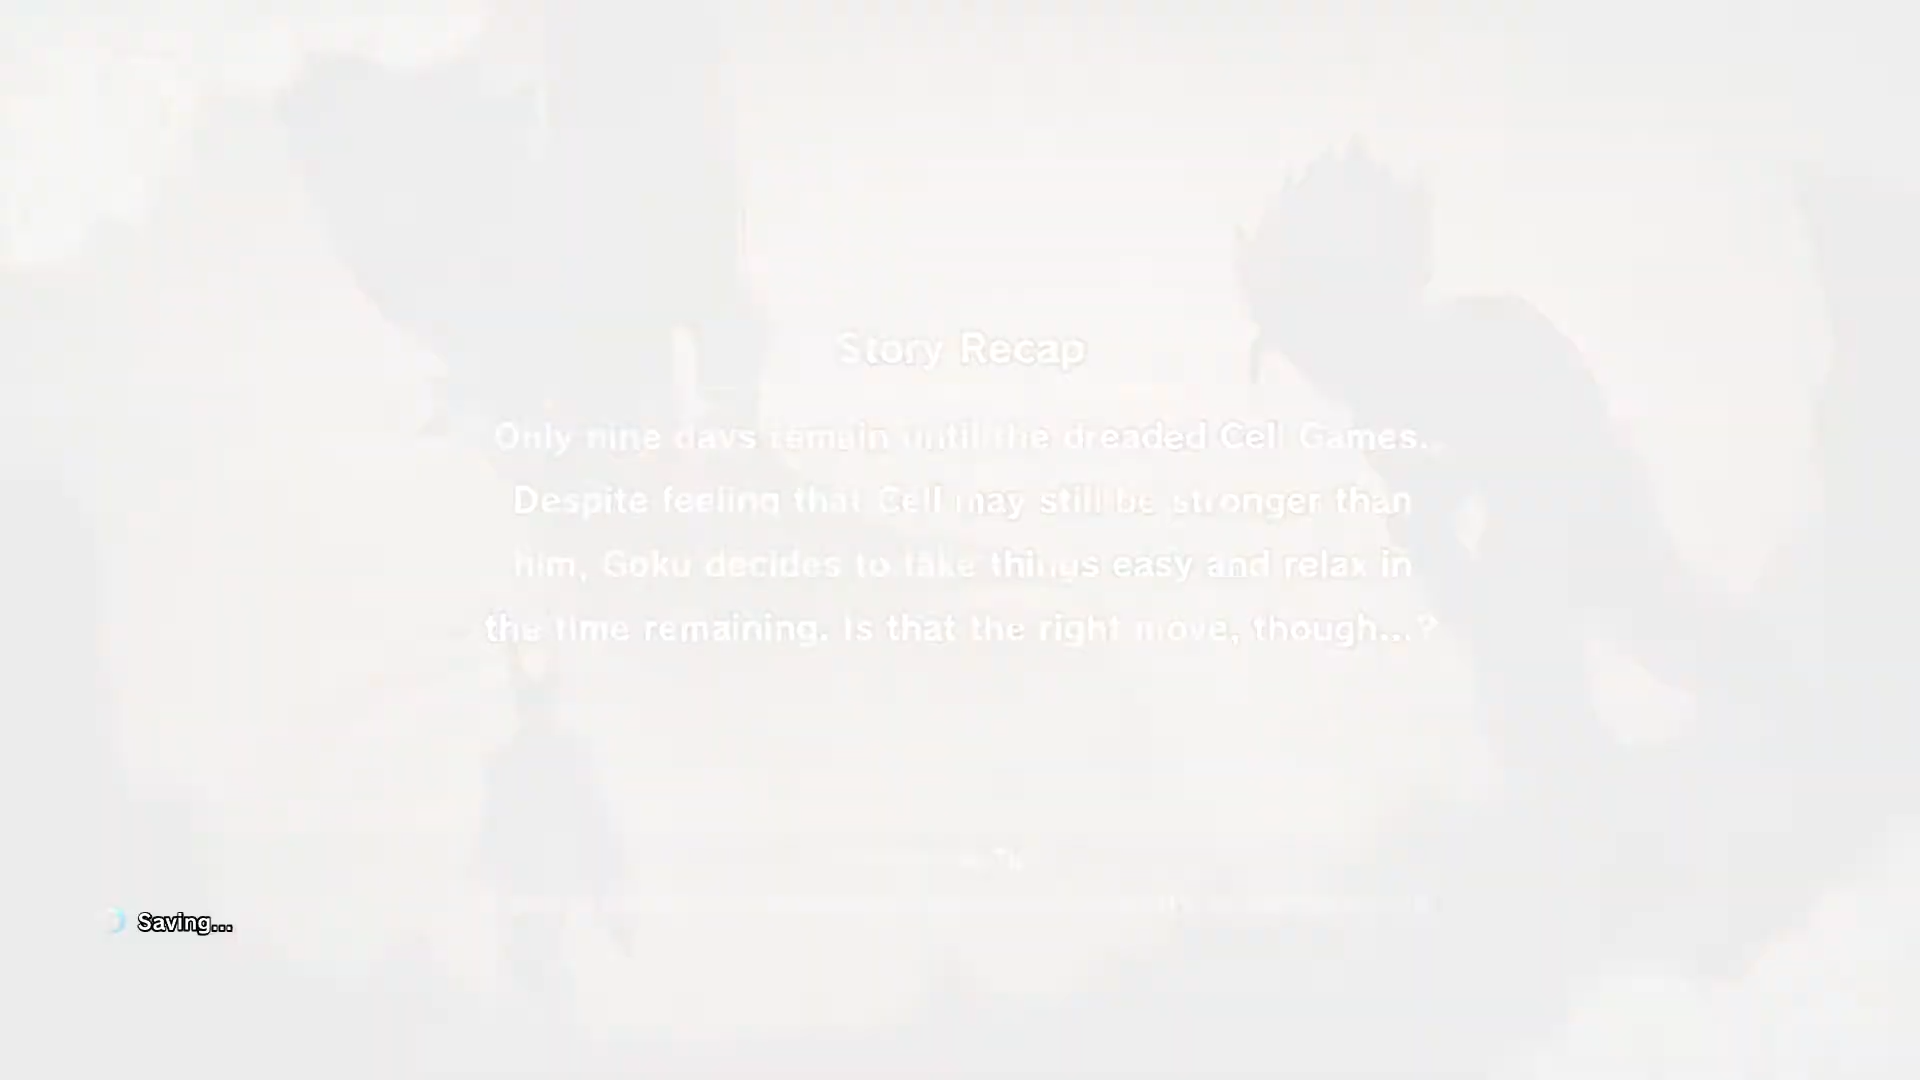 Story Recap
Only nine days remain until the dreaded Cell Games...
Despite feeling that Cell may still be stronger than
him, Goku decides to take things easy and relax in
the time remaining. Is that the right move, though...?
Saving...